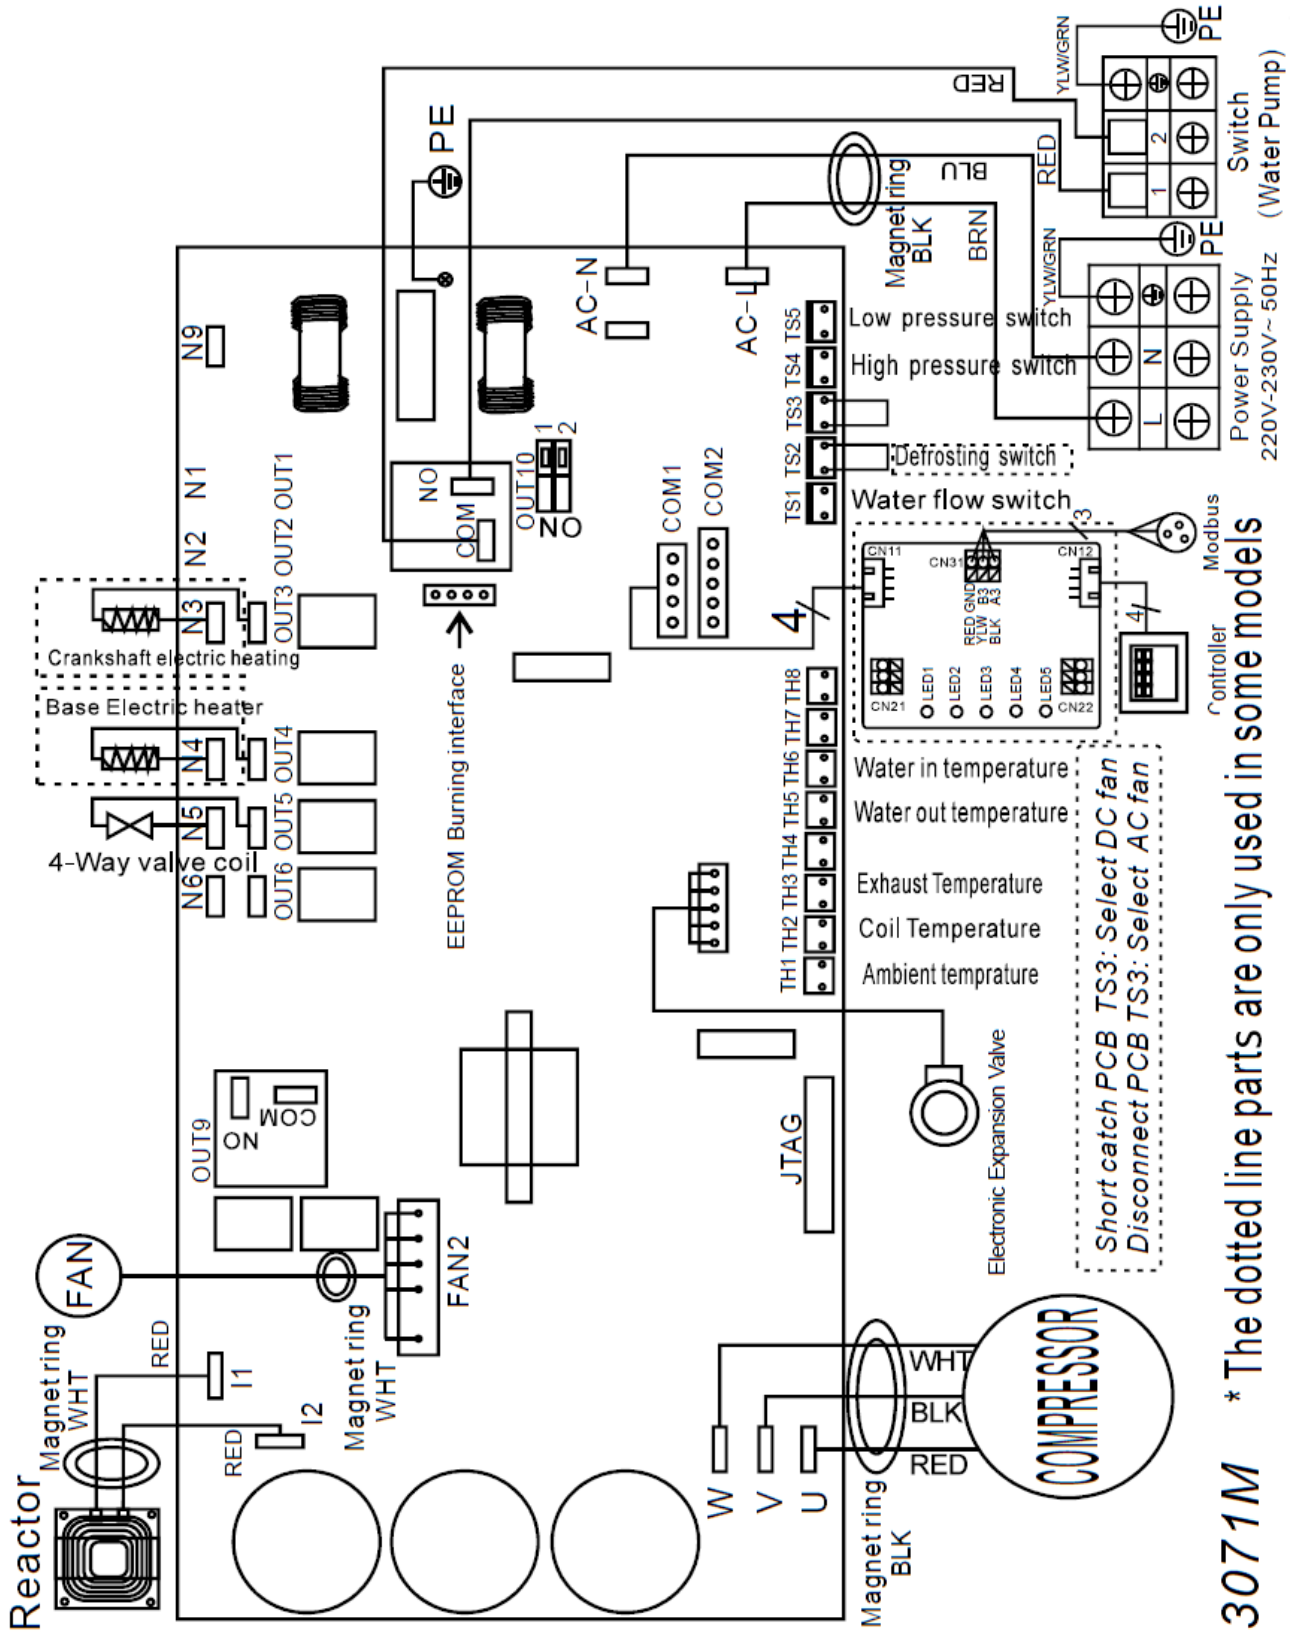 Reactor
Magnet ring
WHT
RED
RED
I1
I2
FAN
Magnet ring
WHT
FAN2
OUT9
NO
COM
4-Way valve coil
N6
N5
N4
N3
N2
N1
N9
OUT6
OUT5
OUT4
OUT3
OUT2
OUT1
Base Electric heater
Crankshaft electric heating
EEPROM Burning interface
NO
COM
OUT10
1
2
NO
PE
AC-N
AC-L
COM1
COM2
JTAG
TH1
TH2
TH3
TH4
TH5
TH6
TH7
TH8
TS1
TS2
TS3
TS4
TS5
Ambient temprature
Coil Temperature
Exhaust Temperature
Water out temperature
Water in temperature
Water flow switch
Defrosting switch
High pressure switch
Low pressure switch
Electronic Expansion Valve
W
V
U
WHT
BLK
RED
Magnet ring
BLK
COMPRESSOR
4
CN11
CN31
CN12
RED GND
YLW B3
BLK A3
CN21
LED1
LED2
LED3
LED4
LED5
CN22
3
4
Controller
Modbus
Magnet ring
BLK
BLU
BRN
RED
RED
YLW/GRN
YLW/GRN
PE
PE
L
N
1
2
Power Supply
220V-230V~ 50Hz
Switch
(Water Pump)
Short catch PCB TS3: Select DC fan
Disconnect PCB TS3: Select AC fan
3071M
* The dotted line parts are only used in some models